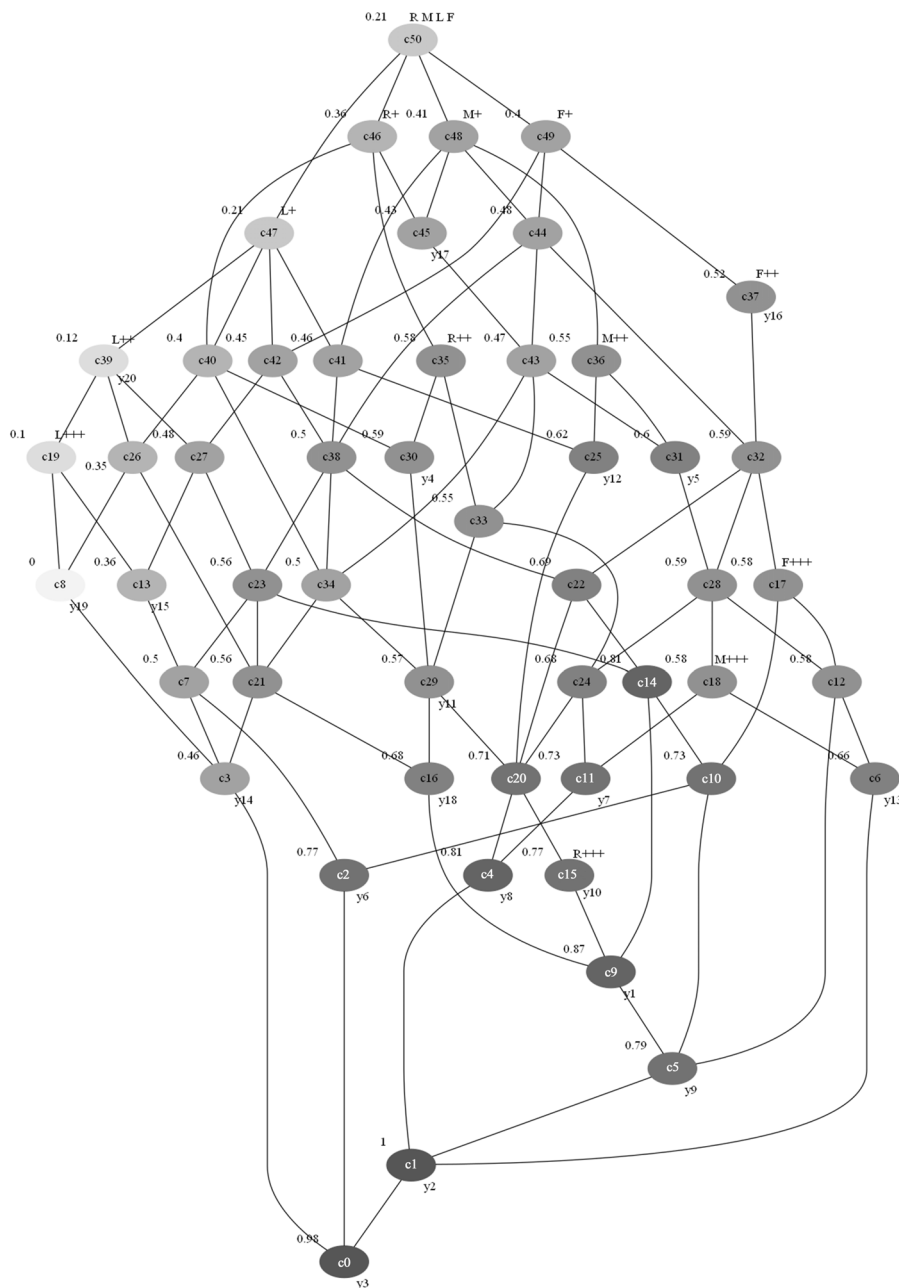 0.21 R M L F
c50
0.36 R+ 0.41 M+ 0.4 F+
c46 c48 c49
0.21 L+ 0.43 0.48
c47 c45 c44
y17
0.52 F++
c37
y16
0.12 L++ 0.4 0.45 0.46 0.58 R++ 0.47 0.55 M++
c39 c40 c42 c41 c35 c43 c36
y20
0.1 L+++ 0.48 0.5 0.59 0.62 0.6 0.59
c19 c26 c27 c38 c30 c25 c31 c32
0.35 y4 y12 y5
0.55
c33
0 0.36 0.56 0.5 0.69 0.59 0.58 F+++
c8 c13 c23 c34 c22 c28 c17
y19 y15
0.5 0.56 0.57 0.68 0.81 0.58 M+++ 0.58
c7 c21 c29 c24 c14 c18 c12
y11
0.46 0.68 0.71 0.73 0.73 0.66
c3 c16 c20 c11 c10 c6
y14 y18 y7 y13
0.77 0.81 0.77 R+++
c2 c4 c15
y6 y8 y10
0.87
c9
y1
0.79
c5
y9
1
c1
y2
0.98
c0
y3